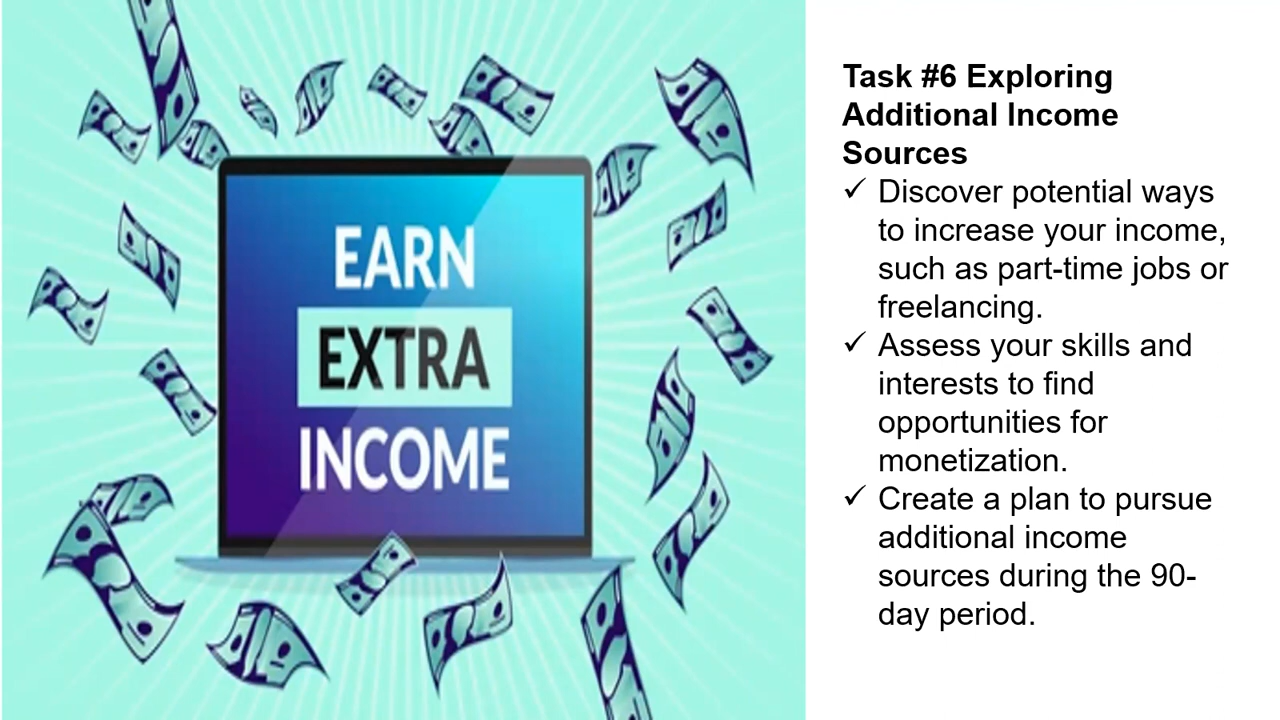 EARN
EXTRA
INCOME
Task #6 Exploring
Additional Income
Sources
✓ Discover potential ways
to increase your income,
such as part-time jobs or
freelancing.
✓ Assess your skills and
interests to find
opportunities for
monetization.
✓ Create a plan to pursue
additional income
sources during the 90-
day period.